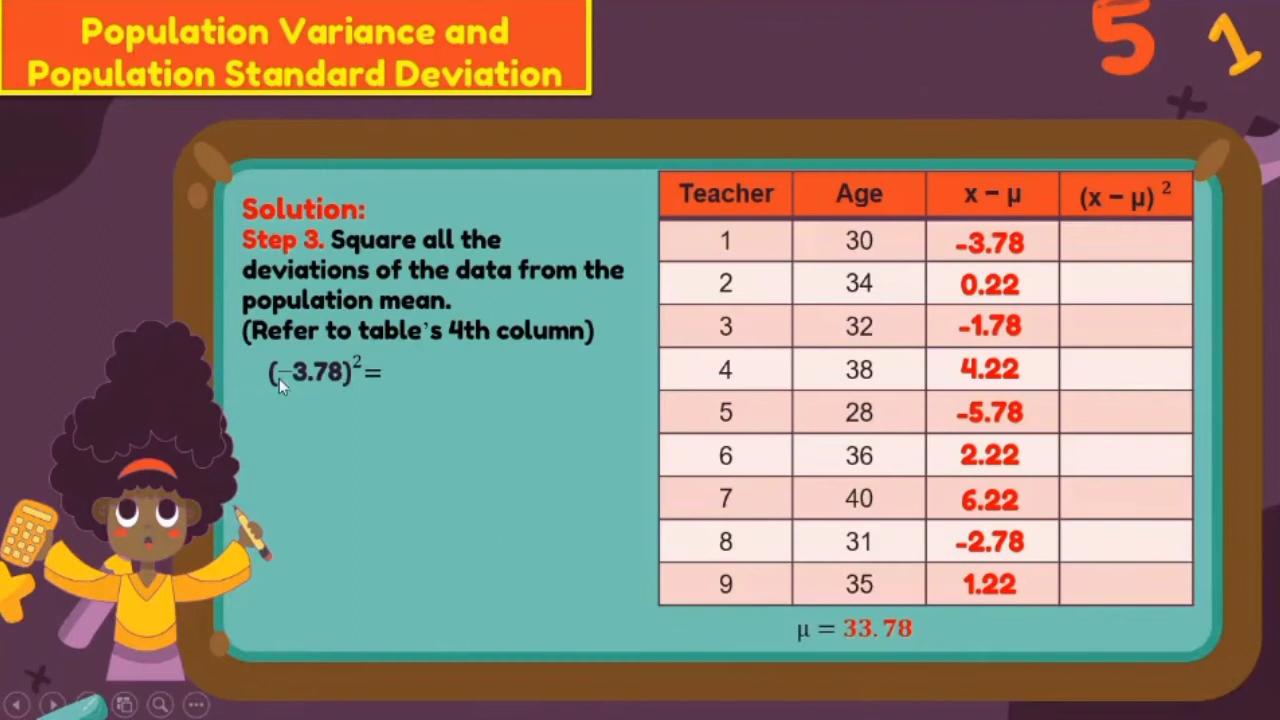 Population Variance and
Population Standard Deviation
5 1
Solution:
Step 3. Square all the
deviations of the data from the
population mean.
(Refer to table's 4th column)
(−3.78)²=
Teacher Age x − μ (x − μ) ²
1 30 -3.78
2 34 0.22
3 32 -1.78
4 38 4.22
5 28 -5.78
6 36 2.22
7 40 6.22
8 31 -2.78
9 35 1.22
μ = 33.78